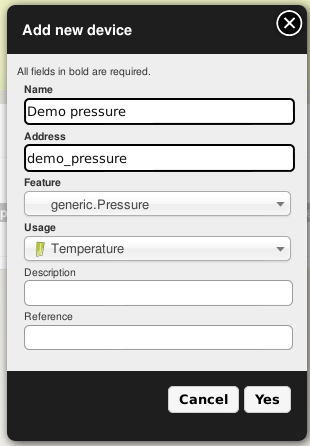 Add new device
All fields in bold are required.
Name
Demo pressure
Address
demo_pressure
Feature
generic.Pressure
Usage
Temperature
Description
Reference
Cancel Yes